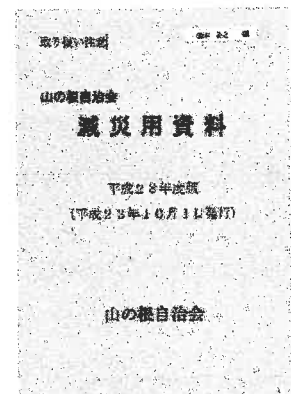 取り扱い注意
山の根自治会
減災用資料
平成28年度版
(平成28年10月1日発行)
山の根自治会